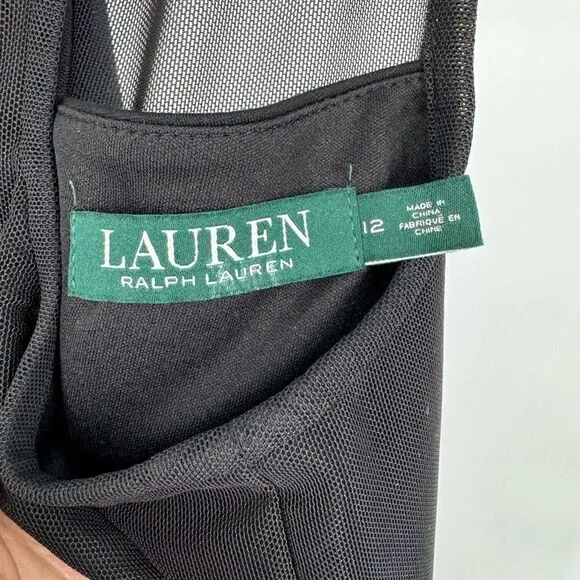 LAUREN
RALPH LAUREN
12
MADE IN
CHINA
FABRIQUÉ EN
CHINE